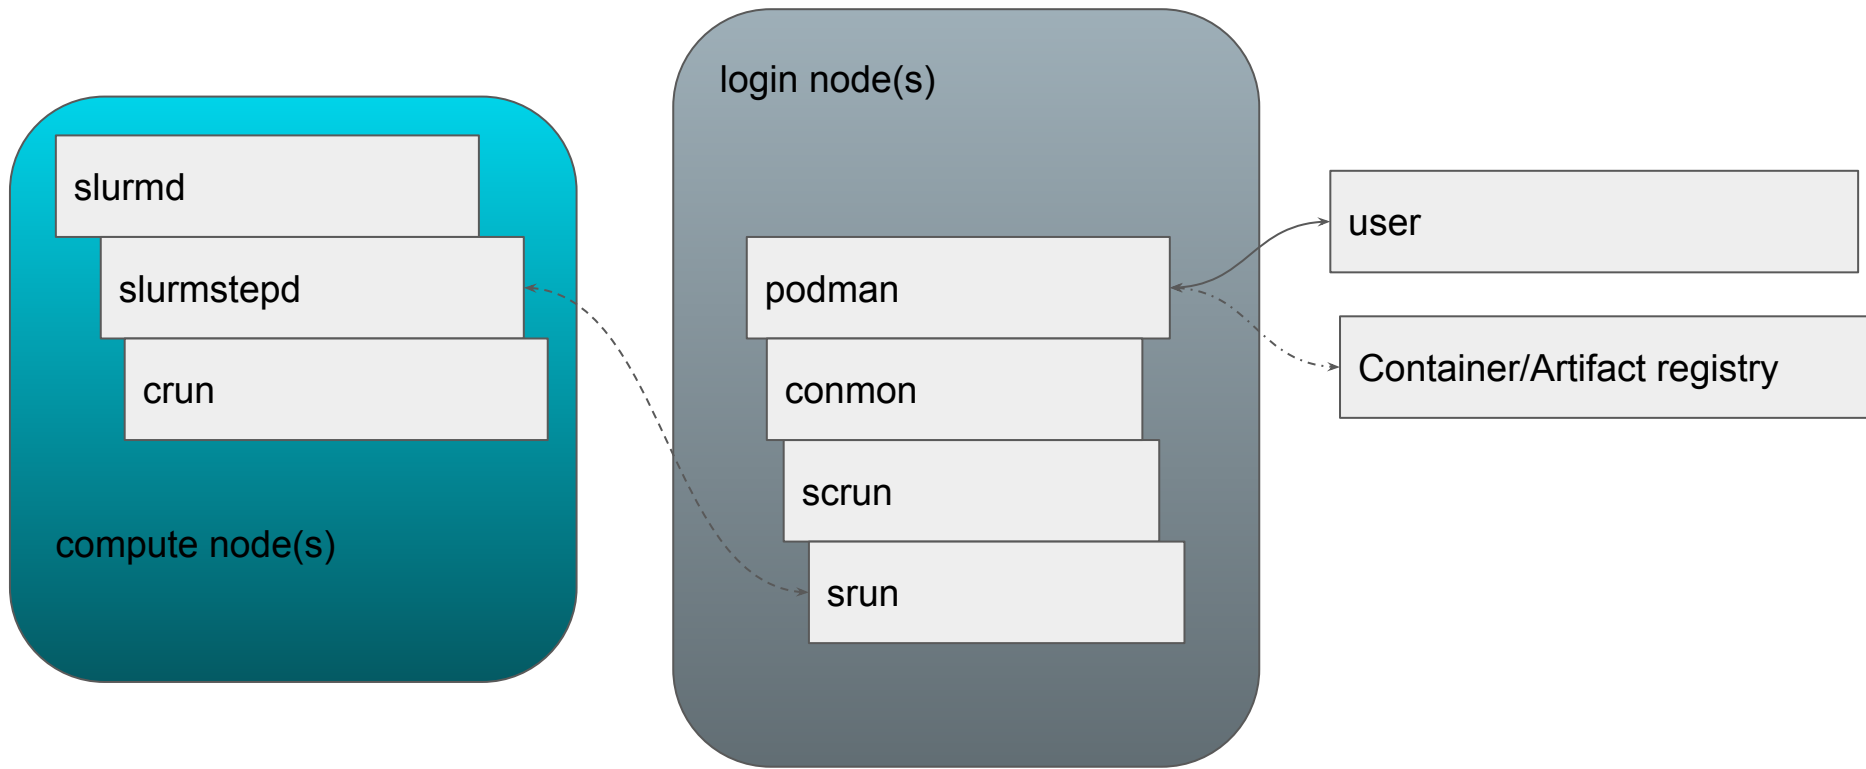 slurmd
slurmstepd
crun
compute node(s)
login node(s)
podman
conmon
scrun
srun
user
Container/Artifact registry